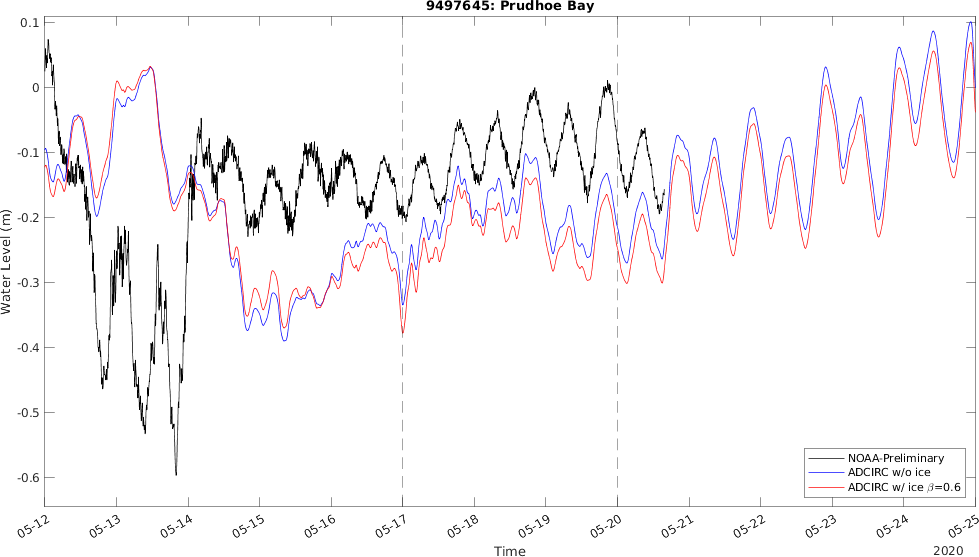 9497645: Prudhoe Bay
0.1
0
-0.1
-0.2
-0.3
-0.4
-0.5
-0.6
Water Level (m)
NOAA-Preliminary
ADCIRC w/o ice
ADCIRC w/ ice β=0.6
05-12 05-13 05-14 05-15 05-16 05-17 05-18 05-19 05-20 05-21 05-22 05-23 05-24 05-25
Time
2020